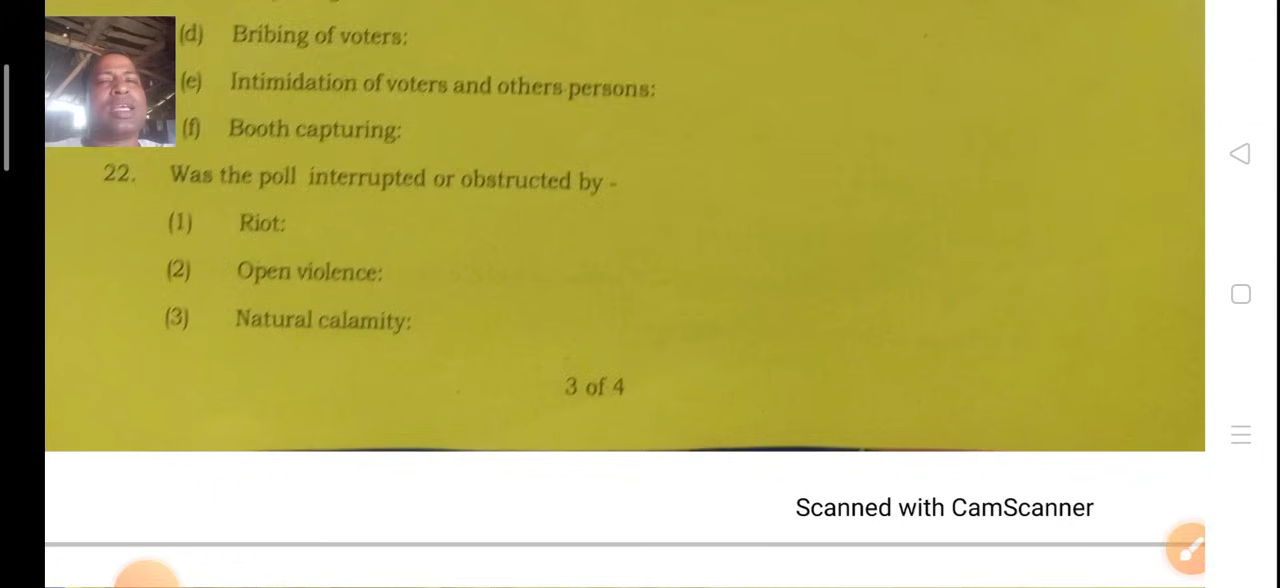 (d) Bribing of voters:
(e) Intimidation of voters and others persons:
(f) Booth capturing:
22. Was the poll interrupted or obstructed by -
(1) Riot:
(2) Open violence:
(3) Natural calamity:
3 of 4
Scanned with CamScanner